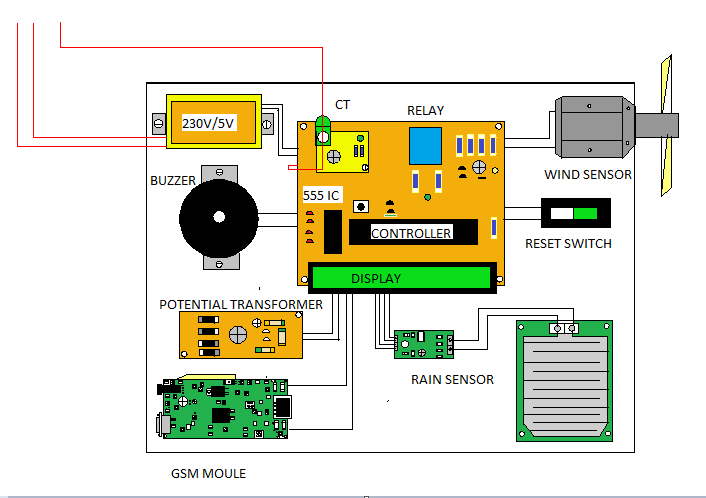 CT
RELAY
230V/5V
WIND SENSOR
BUZZER
555 IC
CONTROLLER
RESET SWITCH
DISPLAY
POTENTIAL TRANSFORMER
RAIN SENSOR
GSM MOULE